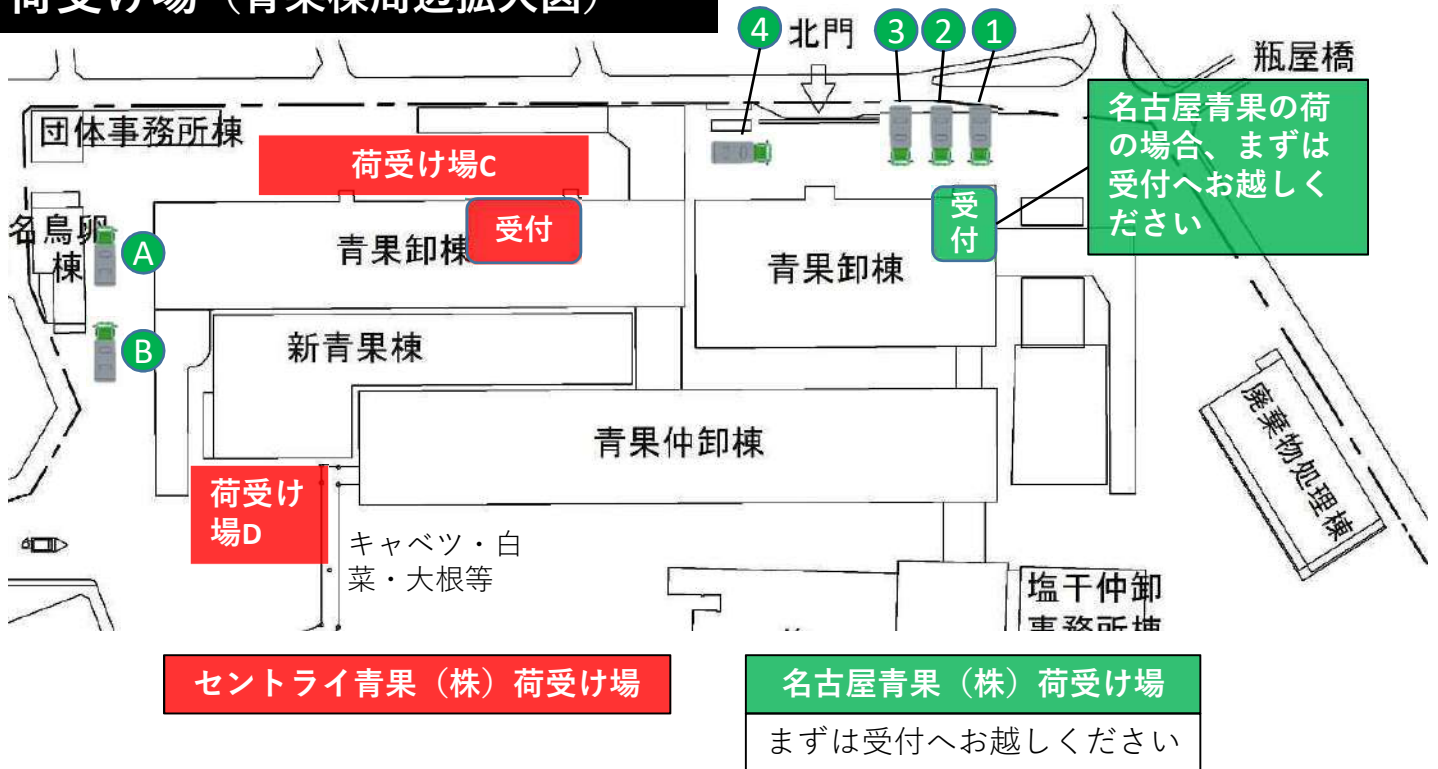 荷受け場（青果棟周辺拡大図）
4
北門
3
2
1
瓶屋橋
団体事務所棟
荷受け場C
名古屋青果の荷
の場合、まずは
受付へお越しく
ださい
名鳥卵
棟
A
青果卸棟
受付
青果卸棟
受
付
B
新青果棟
青果仲卸棟
廃棄物処理棟
荷受け
場D
キャベツ・白
菜・大根等
塩干仲卸
事務所棟
セントライ青果（株）荷受け場
名古屋青果（株）荷受け場
まずは受付へお越しください